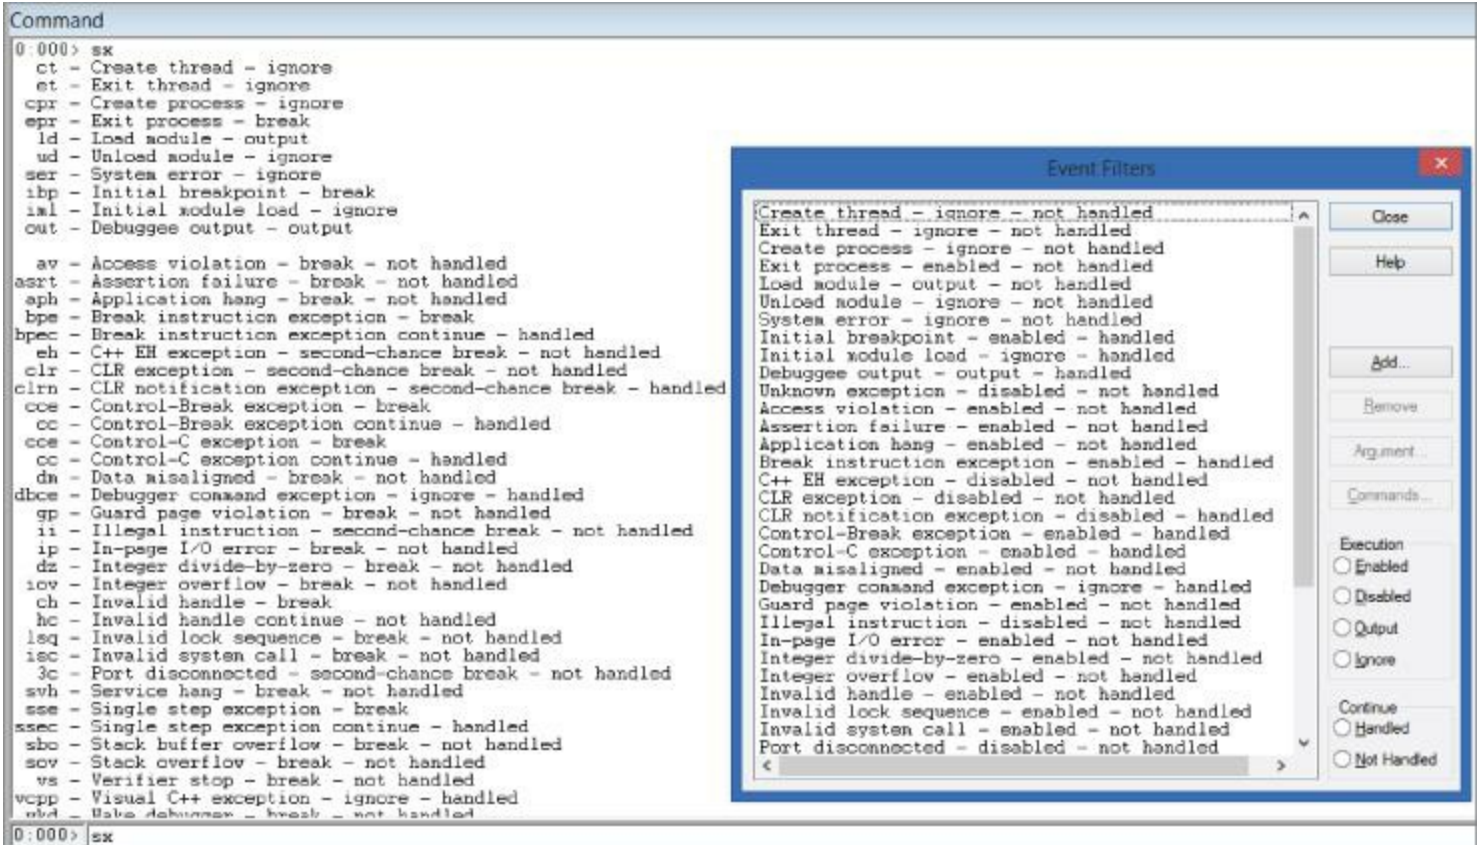 Command
0:000> sx
ct - Create thread - ignore
et - Exit thread - ignore
cpr - Create process - ignore
epr - Exit process - break
ld - Load module - output
ud - Unload module - ignore
ser - System error - ignore
ibp - Initial breakpoint - break
iml - Initial module load - ignore
out - Debuggee output - output
av - Access violation - break - not handled
asrt - Assertion failure - break - not handled
aph - Application hang - break - not handled
bpe - Break instruction exception - break
bpec - Break instruction exception continue - handled
eh - C++ EH exception - second-chance break - not handled
clr - CLR exception - second-chance break - not handled
clrn - CLR notification exception - second-chance break - handled
cce - Control-Break exception - break
cc - Control-Break exception continue - handled
cce - Control-C exception - break
cc - Control-C exception continue - handled
dm - Data misaligned - break - not handled
dbce - Debugger command exception - ignore - handled
gp - Guard page violation - break - not handled
ii - Illegal instruction - second-chance break - not handled
ip - In-page I/O error - break - not handled
dz - Integer divide-by-zero - break - not handled
iov - Integer overflow - break - not handled
ch - Invalid handle - break
hc - Invalid handle continue - not handled
lsq - Invalid lock sequence - break - not handled
isc - Invalid system call - break - not handled
3c - Port disconnected - second-chance break - not handled
svh - Service hang - break - not handled
sse - Single step exception - break
ssec - Single step exception continue - handled
sbo - Stack buffer overflow - break - not handled
sov - Stack overflow - break - not handled
vs - Verifier stop - break - not handled
vcpp - Visual C++ exception - ignore - handled
wkd - Wake debugger - break - not handled
0:000> sx
Event Filters
Create thread - ignore - not handled
Exit thread - ignore - not handled
Create process - ignore - not handled
Exit process - enabled - not handled
Load module - output - not handled
Unload module - ignore - not handled
System error - ignore - not handled
Initial breakpoint - enabled - handled
Initial module load - ignore - handled
Debuggee output - output - handled
Unknown exception - disabled - not handled
Access violation - enabled - not handled
Assertion failure - enabled - not handled
Application hang - enabled - not handled
Break instruction exception - enabled - handled
C++ EH exception - disabled - not handled
CLR exception - disabled - not handled
CLR notification exception - disabled - handled
Control-Break exception - enabled - handled
Control-C exception - enabled - handled
Data misaligned - enabled - not handled
Debugger command exception - ignore - handled
Guard page violation - enabled - not handled
Illegal instruction - disabled - not handled
In-page I/O error - enabled - not handled
Integer divide-by-zero - enabled - not handled
Integer overflow - enabled - not handled
Invalid handle - enabled - not handled
Invalid lock sequence - enabled - not handled
Invalid system call - enabled - not handled
Port disconnected - disabled - not handled
Close
Help
Add...
Remove
Argument...
Commands...
Execution
Enabled
Disabled
Output
Ignore
Continue
Handled
Not Handled